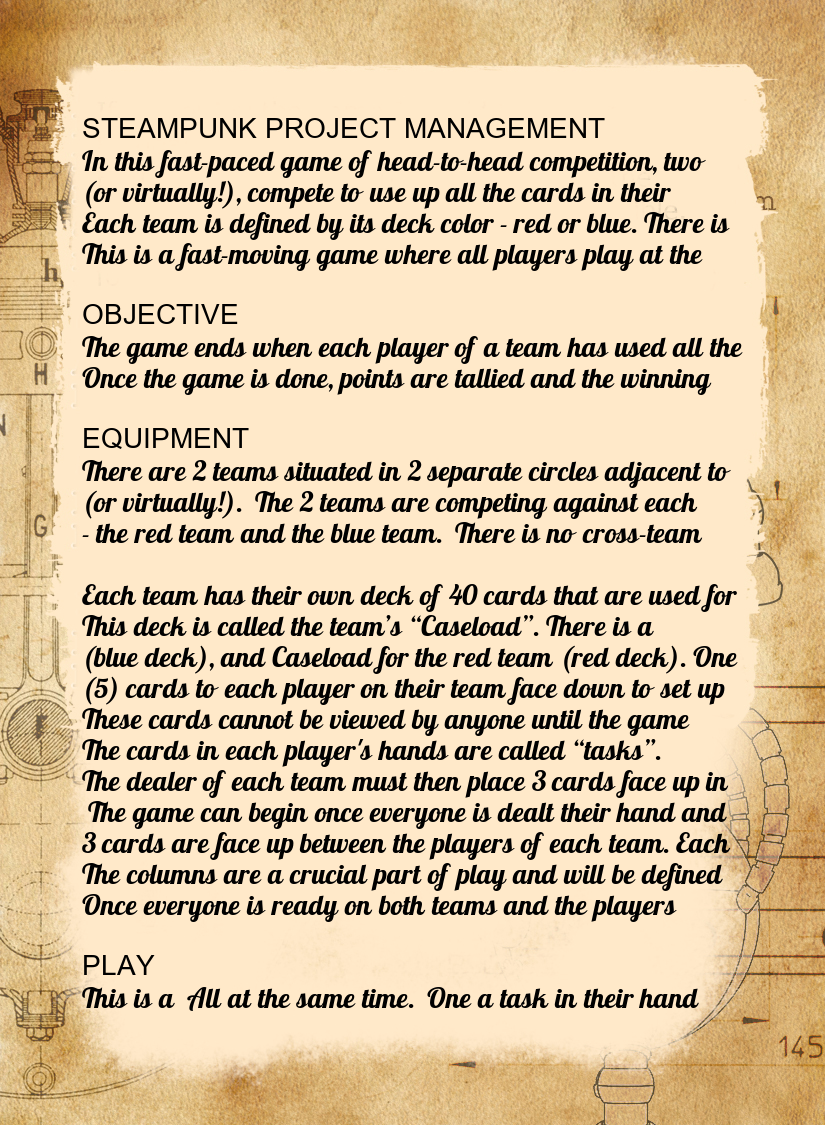 STEAMPUNK PROJECT MANAGEMENT
In this fast-paced game of head-to-head competition, two
(or virtually!), compete to use up all the cards in their
Each team is defined by its deck color - red or blue. There is
This is a fast-moving game where all players play at the
OBJECTIVE
The game ends when each player of a team has used all the
Once the game is done, points are tallied and the winning
EQUIPMENT
There are 2 teams situated in 2 separate circles adjacent to
(or virtually!).  The 2 teams are competing against each
- the red team and the blue team.  There is no cross-team
Each team has their own deck of 40 cards that are used for
This deck is called the team’s “Caseload”. There is a
(blue deck), and Caseload for the red team (red deck). One
(5) cards to each player on their team face down to set up
These cards cannot be viewed by anyone until the game
The cards in each player's hands are called “tasks”.
The dealer of each team must then place 3 cards face up in
The game can begin once everyone is dealt their hand and
3 cards are face up between the players of each team. Each
The columns are a crucial part of play and will be defined
Once everyone is ready on both teams and the players
PLAY
This is a  All at the same time.  One a task in their hand
h
H
G
F
m
145